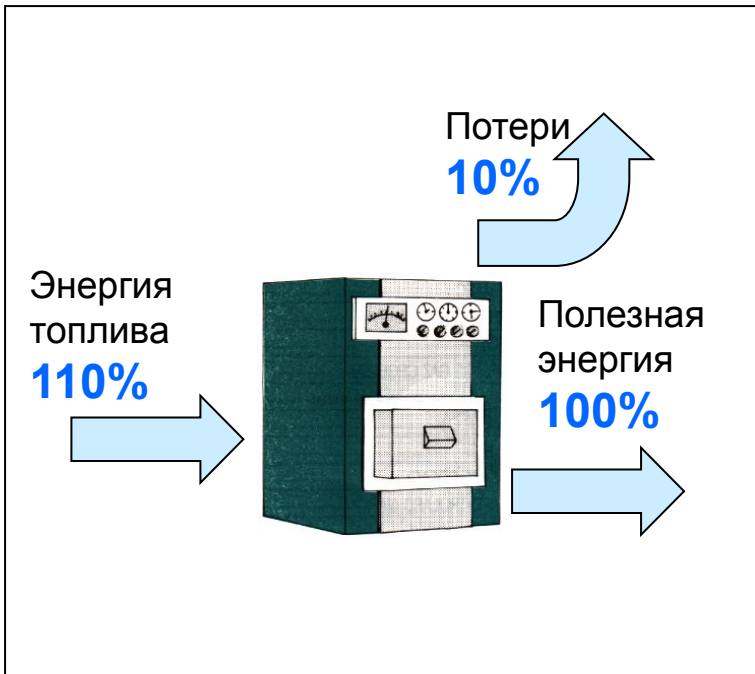 Потери
10%
Энергия
топлива
110%
Полезная
энергия
100%